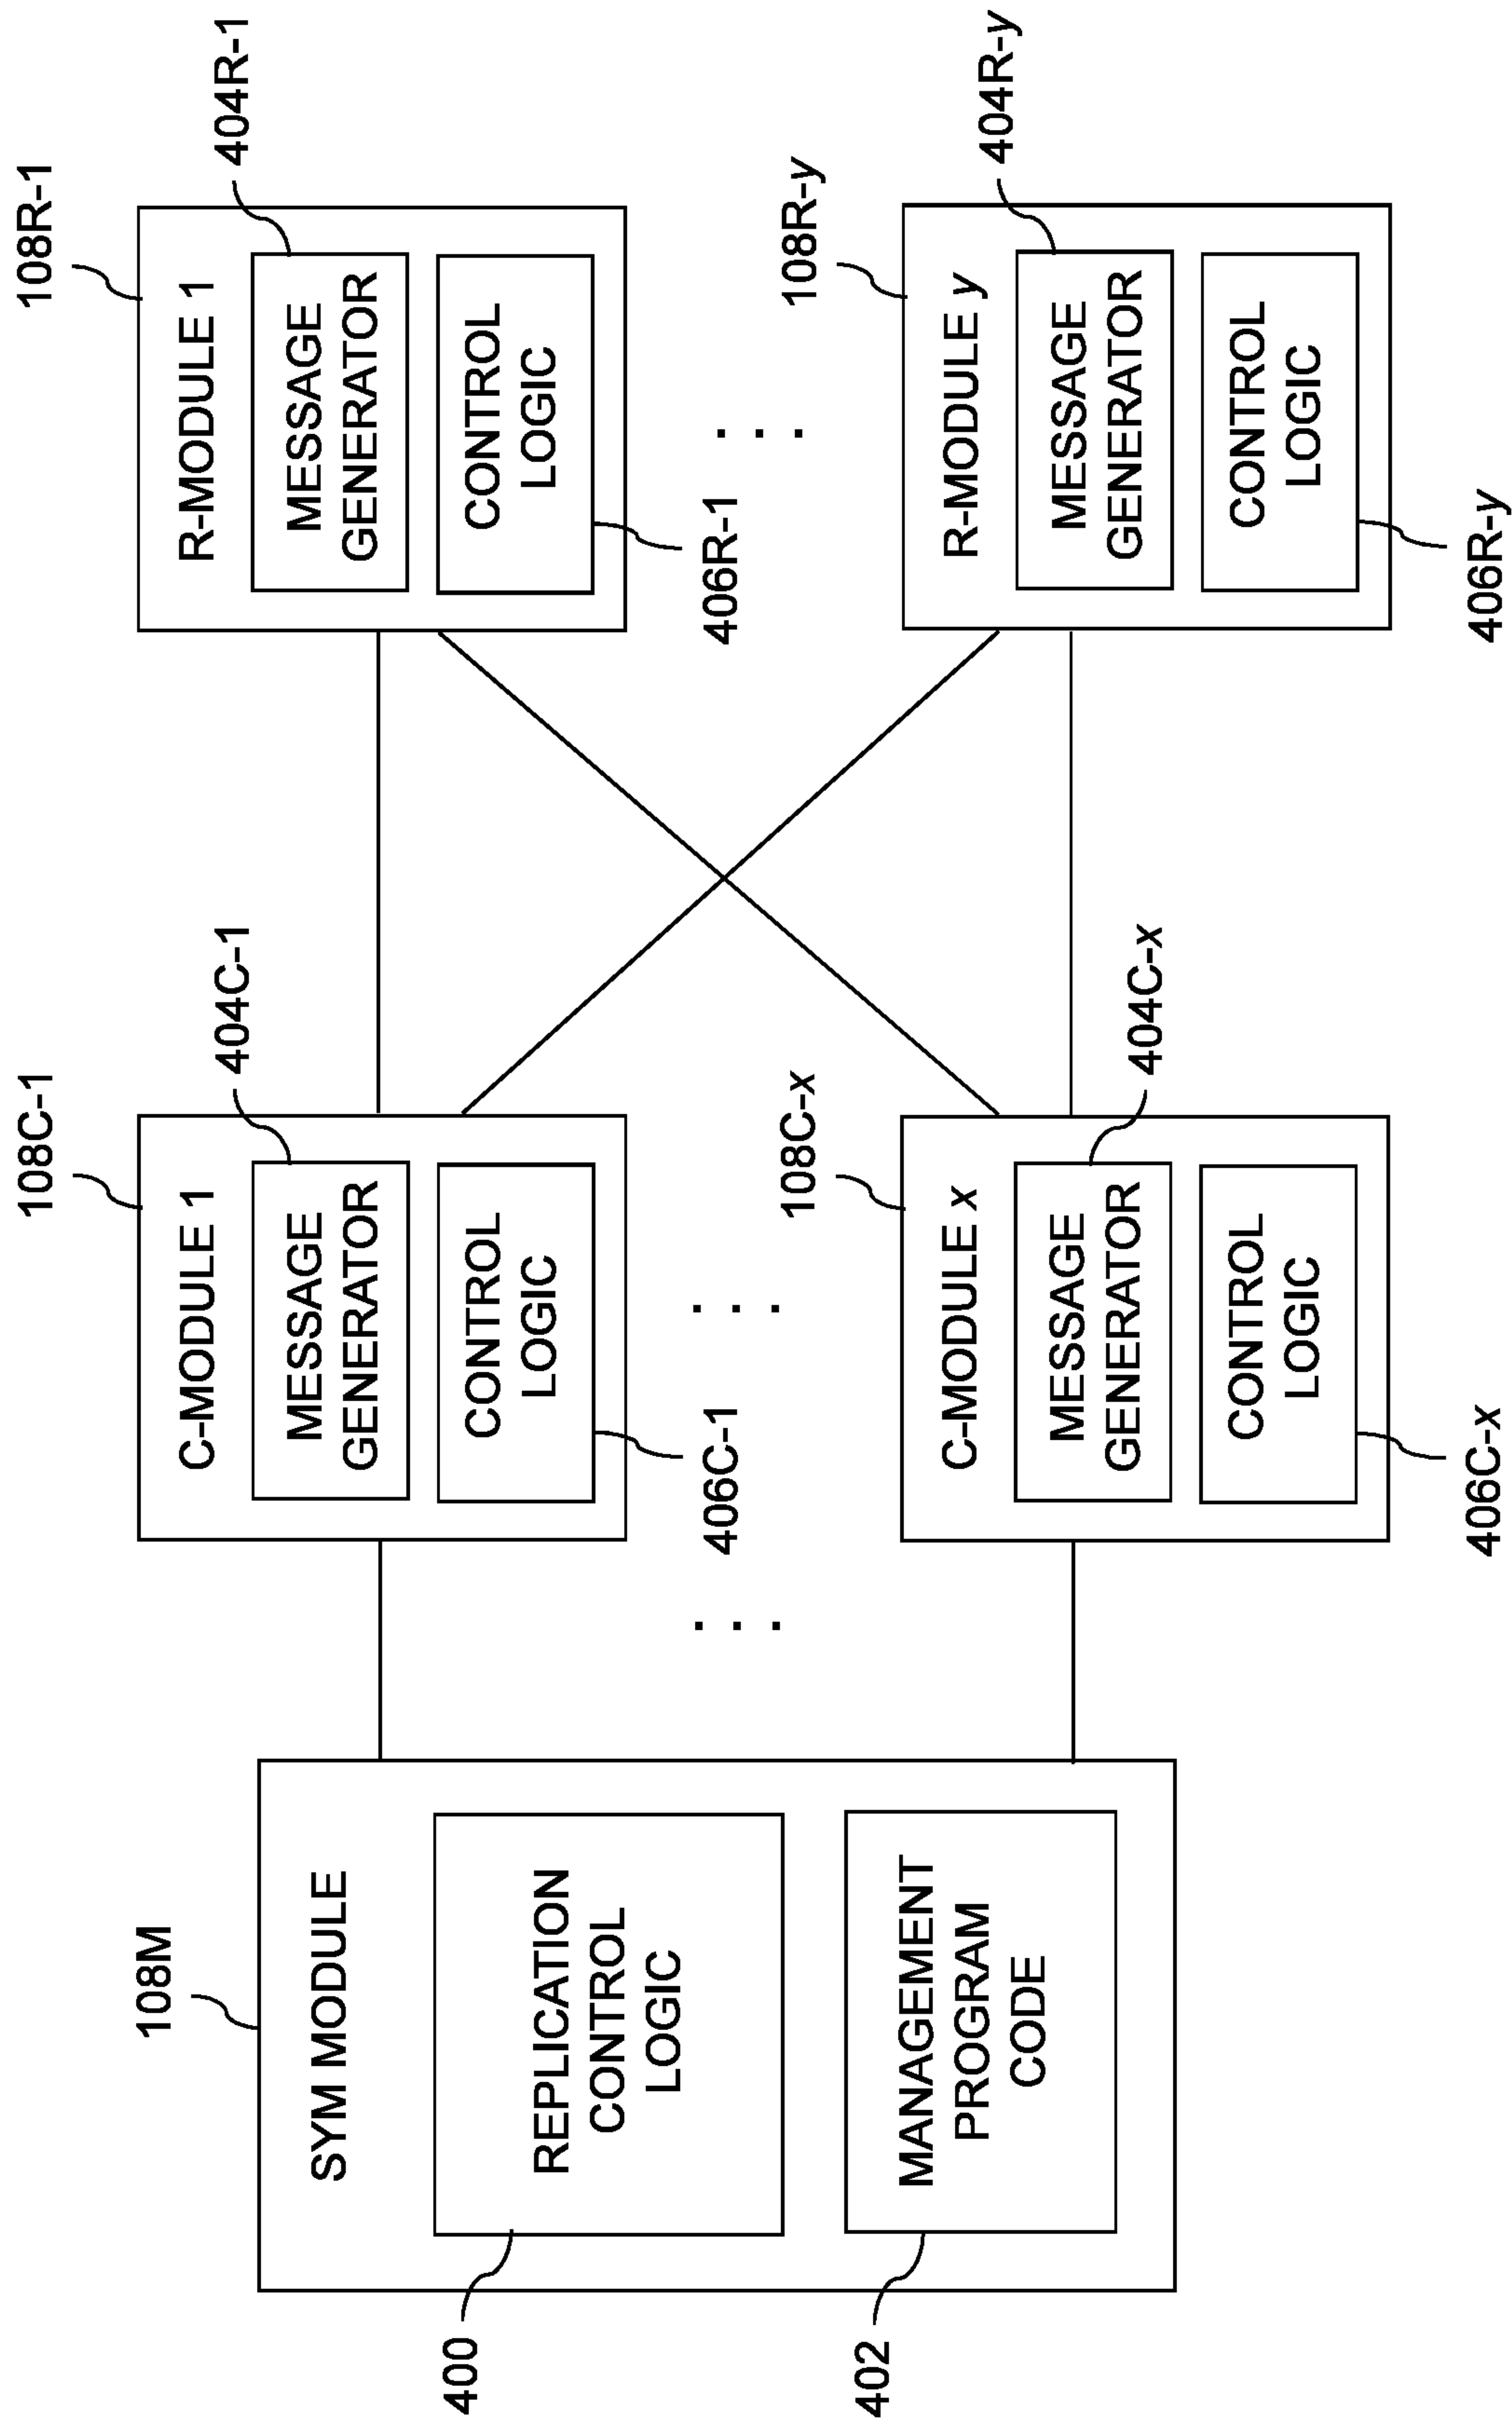 108M
SYM MODULE
REPLICATION
CONTROL
LOGIC
400
MANAGEMENT
PROGRAM
CODE
402
108C-1
C-MODULE 1
404C-1
MESSAGE
GENERATOR
CONTROL
LOGIC
406C-1
. . .
. . .
108C-x
C-MODULE x
404C-x
MESSAGE
GENERATOR
CONTROL
LOGIC
406C-x
108R-1
R-MODULE 1
404R-1
MESSAGE
GENERATOR
CONTROL
LOGIC
406R-1
. . .
108R-y
R-MODULE y
404R-y
MESSAGE
GENERATOR
CONTROL
LOGIC
406R-y